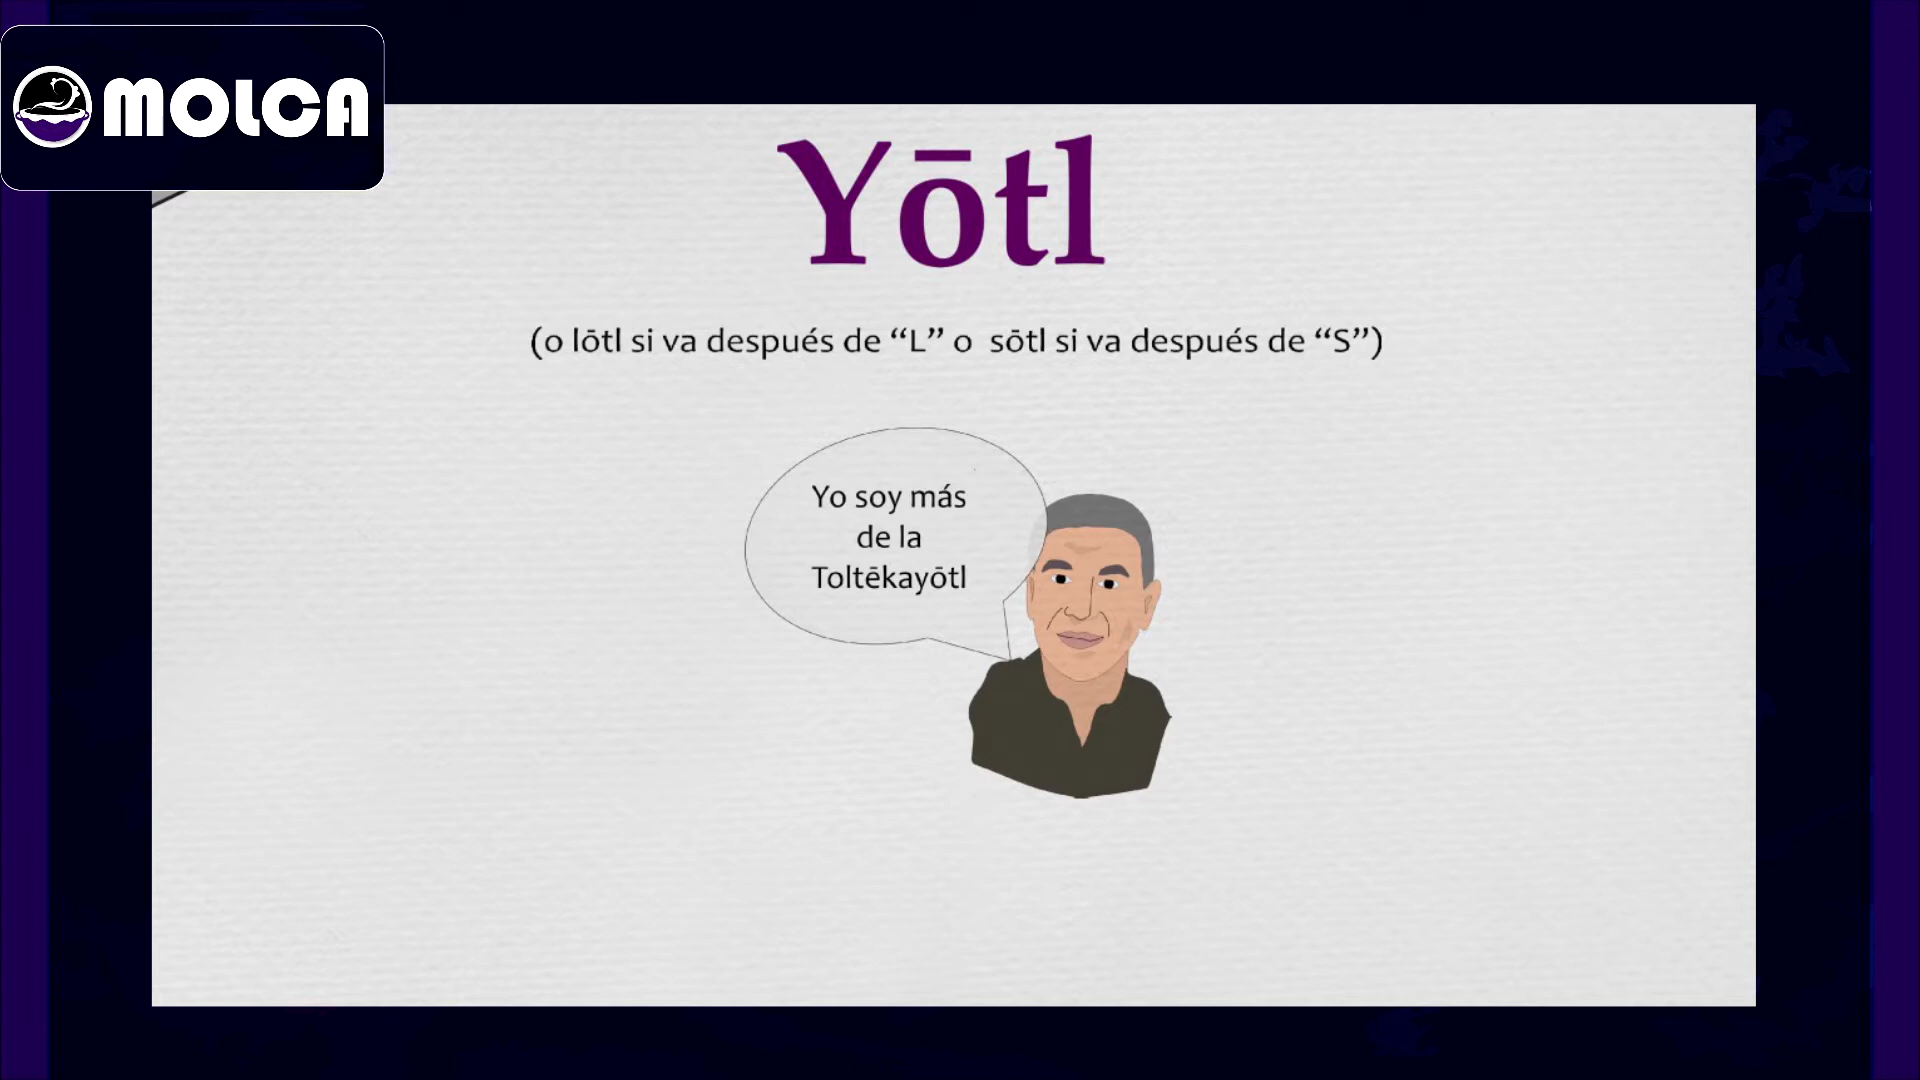 MOLCA
Yōtl
(o lōtl si va después de “L” o sōtl si va después de “S”)
Yo soy más
de la
Toltēkayōtl